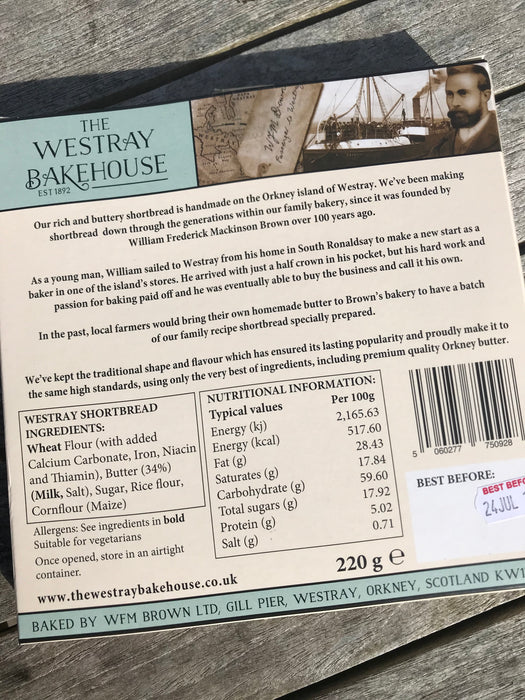 THE
WESTRAY
BAKEHOUSE
EST 1892
WFM Brown
Passenger to Westray
Our rich and buttery shortbread is handmade on the Orkney island of Westray. We've been making
shortbread down through the generations within our family bakery, since it was founded by
William Frederick Mackinson Brown over 100 years ago.
As a young man, William sailed to Westray from his home in South Ronaldsay to make a new start as a
baker in one of the island's stores. He arrived with just a half crown in his pocket, but his hard work and
passion for baking paid off and he was eventually able to buy the business and call it his own.
In the past, local farmers would bring their own homemade butter to Brown's bakery to have a batch
of our family recipe shortbread specially prepared.
We've kept the traditional shape and flavour which has ensured its lasting popularity and proudly make it to
the same high standards, using only the very best of ingredients, including premium quality Orkney butter.
WESTRAY SHORTBREAD
INGREDIENTS:
Wheat Flour (with added
Calcium Carbonate, Iron, Niacin
and Thiamin), Butter (34%)
(Milk, Salt), Sugar, Rice flour,
Cornflour (Maize)
Allergens: See ingredients in bold
Suitable for vegetarians
Once opened, store in an airtight
container.
www.thewestraybakehouse.co.uk
NUTRITIONAL INFORMATION:
Typical values Per 100g
Energy (kj) 2,165.63
Energy (kcal) 517.60
Fat (g) 28.43
Saturates (g) 17.84
Carbohydrate (g) 59.60
Total sugars (g) 17.92
Protein (g) 5.02
Salt (g) 0.71
220 g e
5 060277 750928
BEST BEFORE:
BEST BEFO
24 JUL
BAKED BY WFM BROWN LTD, GILL PIER, WESTRAY, ORKNEY, SCOTLAND KW1